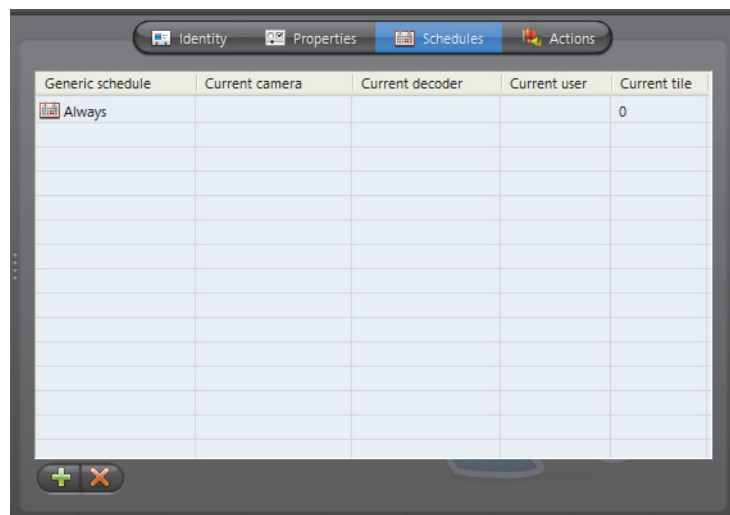 Identity Properties Schedules Actions
Generic schedule Current camera Current decoder Current user Current tile
Always 0